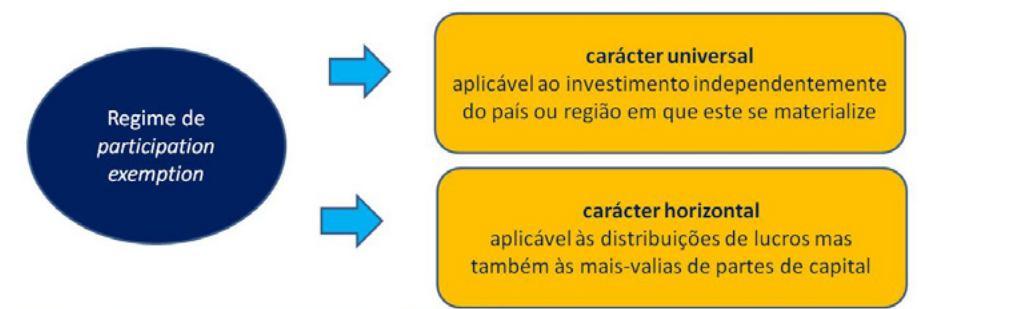 Regime de
participation
exemption
carácter universal
aplicável ao investimento independentemente
do país ou região em que este se materialize
carácter horizontal
aplicável às distribuições de lucros mas
também às mais-valias de partes de capital